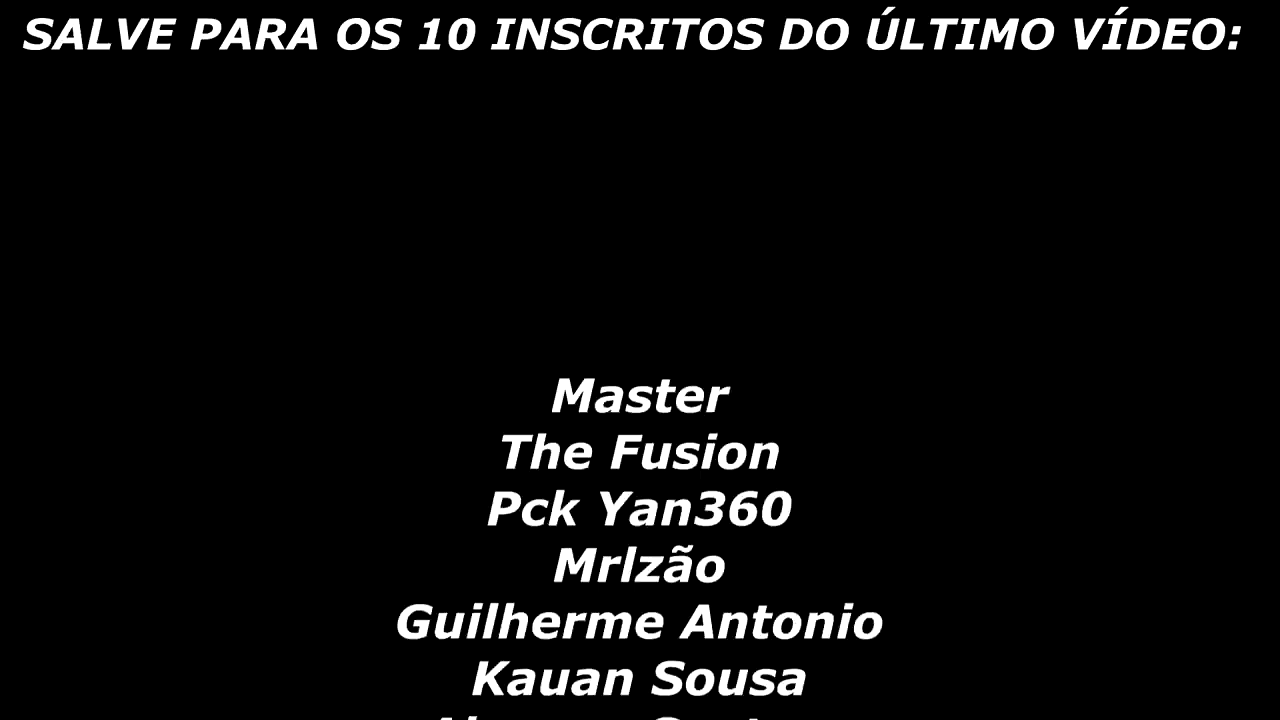 SALVE PARA OS 10 INSCRITOS DO ÚLTIMO VÍDEO:
Master
The Fusion
Pck Yan360
Mrlzão
Guilherme Antonio
Kauan Sousa